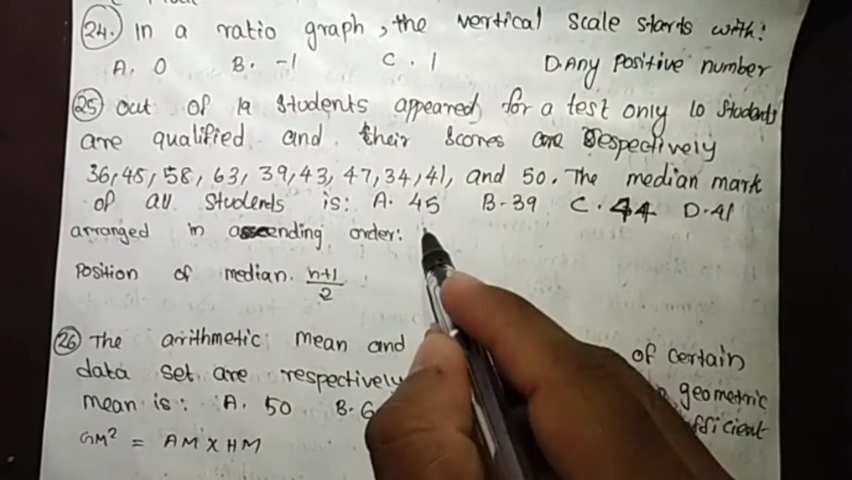 24. In a ratio graph, the vertical scale starts with:
A. 0 B. -1 C. 1 D. Any positive number
25 Out of 19 students appeared for a test only 10 students
are qualified and their scores are respectively
36, 45, 58, 63, 39, 43, 47, 34, 41, and 50. The median mark
of all students is: A. 45 B. 39 C. 44 D. 41
arranged in ascending order:
Position of median. n+1/2
26 The arithmetic mean and of certain
data set are respectively geometric
mean is: A. 50 B. 6
GM² = AM X HM